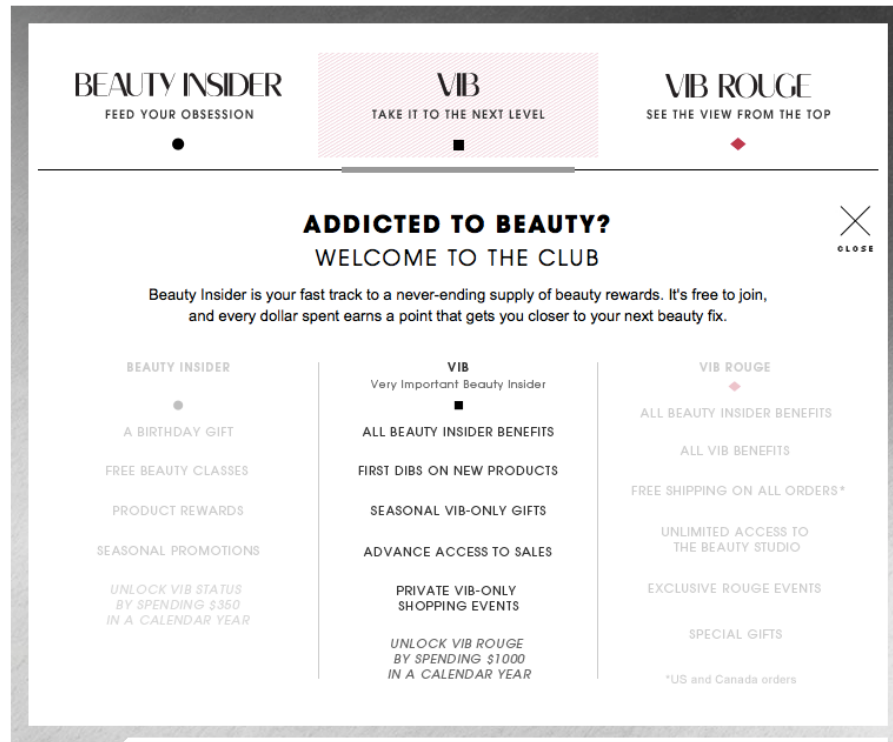 BEAUTY INSIDER
FEED YOUR OBSESSION
VIB
TAKE IT TO THE NEXT LEVEL
VIB ROUGE
SEE THE VIEW FROM THE TOP
ADDICTED TO BEAUTY?
WELCOME TO THE CLUB
CLOSE
Beauty Insider is your fast track to a never-ending supply of beauty rewards. It's free to join,
and every dollar spent earns a point that gets you closer to your next beauty fix.
BEAUTY INSIDER
A BIRTHDAY GIFT
FREE BEAUTY CLASSES
PRODUCT REWARDS
SEASONAL PROMOTIONS
UNLOCK VIB STATUS
BY SPENDING $350
IN A CALENDAR YEAR
VIB
Very Important Beauty Insider
ALL BEAUTY INSIDER BENEFITS
FIRST DIBS ON NEW PRODUCTS
SEASONAL VIB-ONLY GIFTS
ADVANCE ACCESS TO SALES
PRIVATE VIB-ONLY
SHOPPING EVENTS
UNLOCK VIB ROUGE
BY SPENDING $1000
IN A CALENDAR YEAR
VIB ROUGE
ALL BEAUTY INSIDER BENEFITS
ALL VIB BENEFITS
FREE SHIPPING ON ALL ORDERS*
UNLIMITED ACCESS TO
THE BEAUTY STUDIO
EXCLUSIVE ROUGE EVENTS
SPECIAL GIFTS
*US and Canada orders